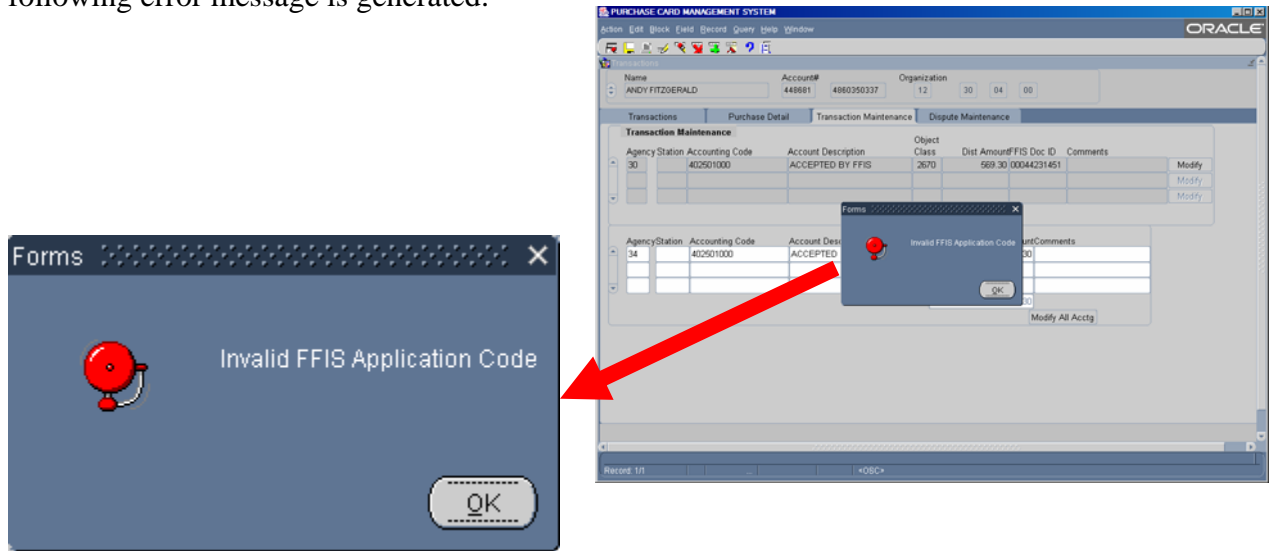 following error message is generated.
PURCHASE CARD MANAGEMENT SYSTEM
Action Edit Block Field Record Query Help Window
ORACLE
Transactions
Name Account# Organization
ANDY FITZGERALD 448681 4860350337 12 30 04 00
Transactions Purchase Detail Transaction Maintenance Dispute Maintenance
Transaction Maintenance
Object
Agency Station Accounting Code Account Description Class Dist Amount FFIS Doc ID Comments
30 402501000 ACCEPTED BY FFIS 2670 569.30 00044231451 Modify
Modify
Modify
Forms
Invalid FFIS Application Code
OK
Agency Station Accounting Code Account Desc unt Comments
34 402501000 ACCEPTED 30
30
Modify All Acctg
Record: 1/1 ... <OSC>
Forms
Invalid FFIS Application Code
OK